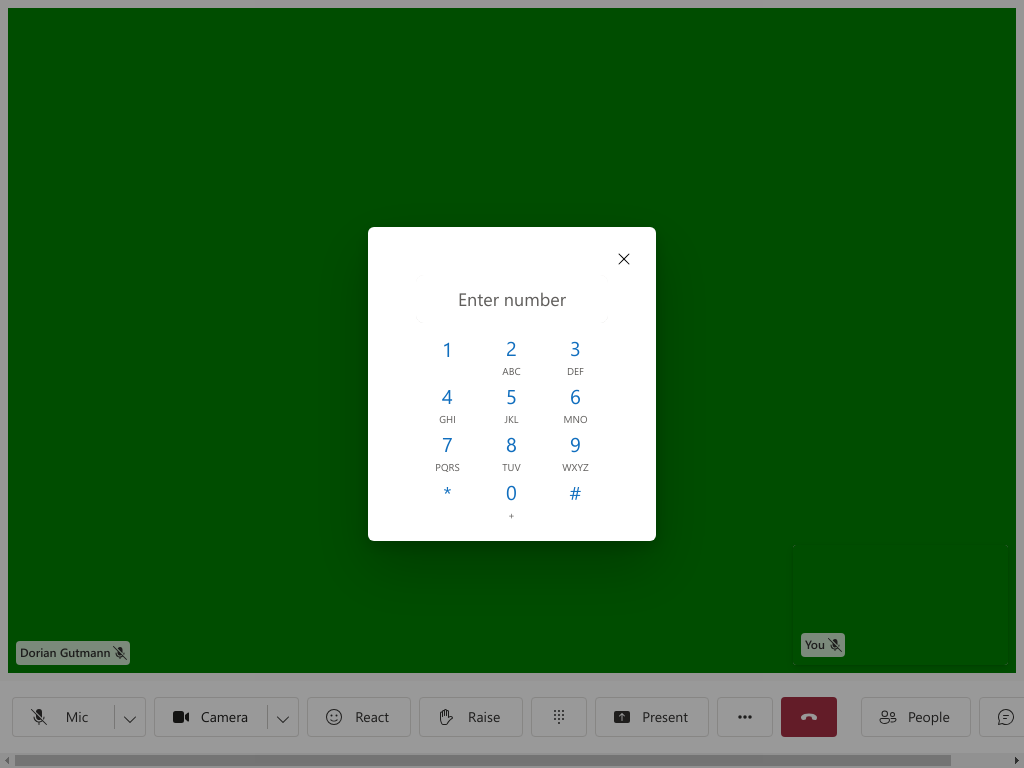 Enter number
1 2 3
ABC DEF
4 5 6
GHI JKL MNO
7 8 9
PQRS TUV WXYZ
* 0 #
+
Dorian Gutmann
You
Mic Camera React Raise Present People